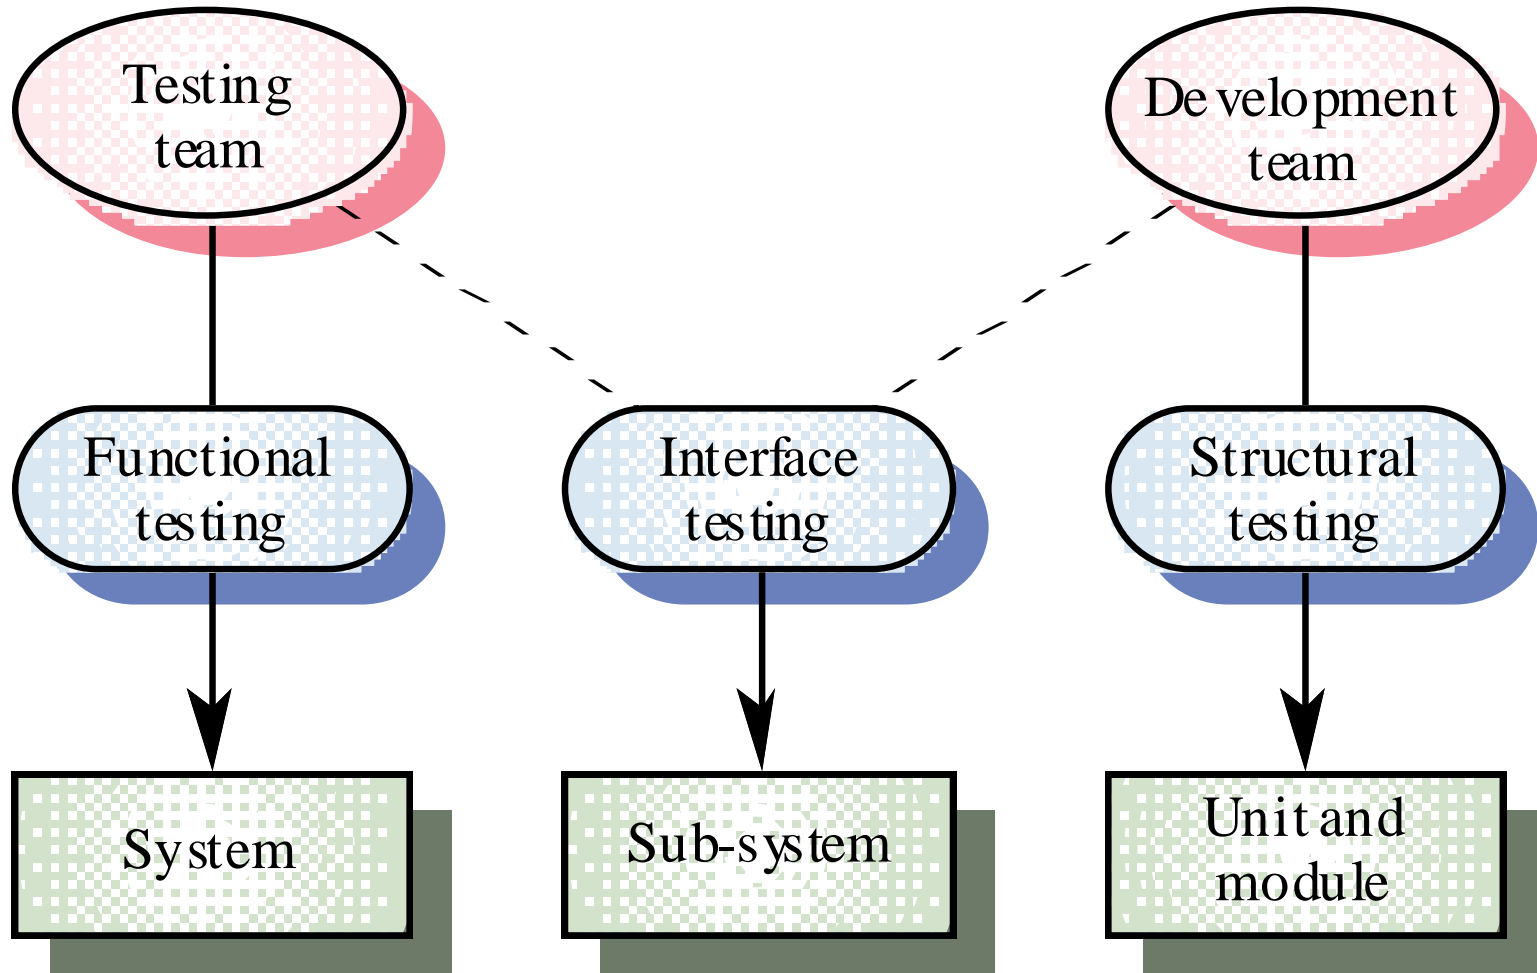 Testing
team
Development
team
Functional
testing
Interface
testing
Structural
testing
System
Sub-system
Unit and
module